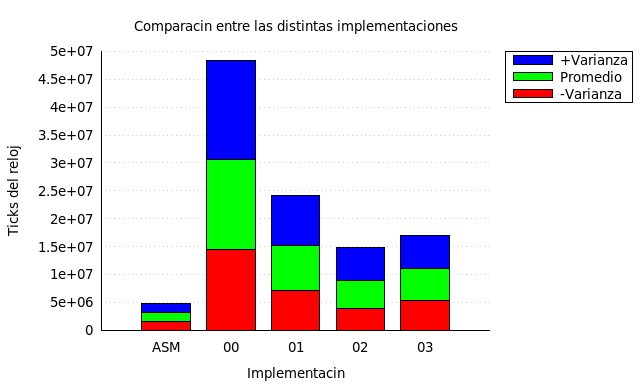 Comparacin entre las distintas implementaciones
5e+07
4.5e+07
4e+07
3.5e+07
3e+07
2.5e+07
2e+07
1.5e+07
1e+07
5e+06
0
Ticks del reloj
ASM 00 01 02 03
Implementacin
+Varianza
Promedio
-Varianza